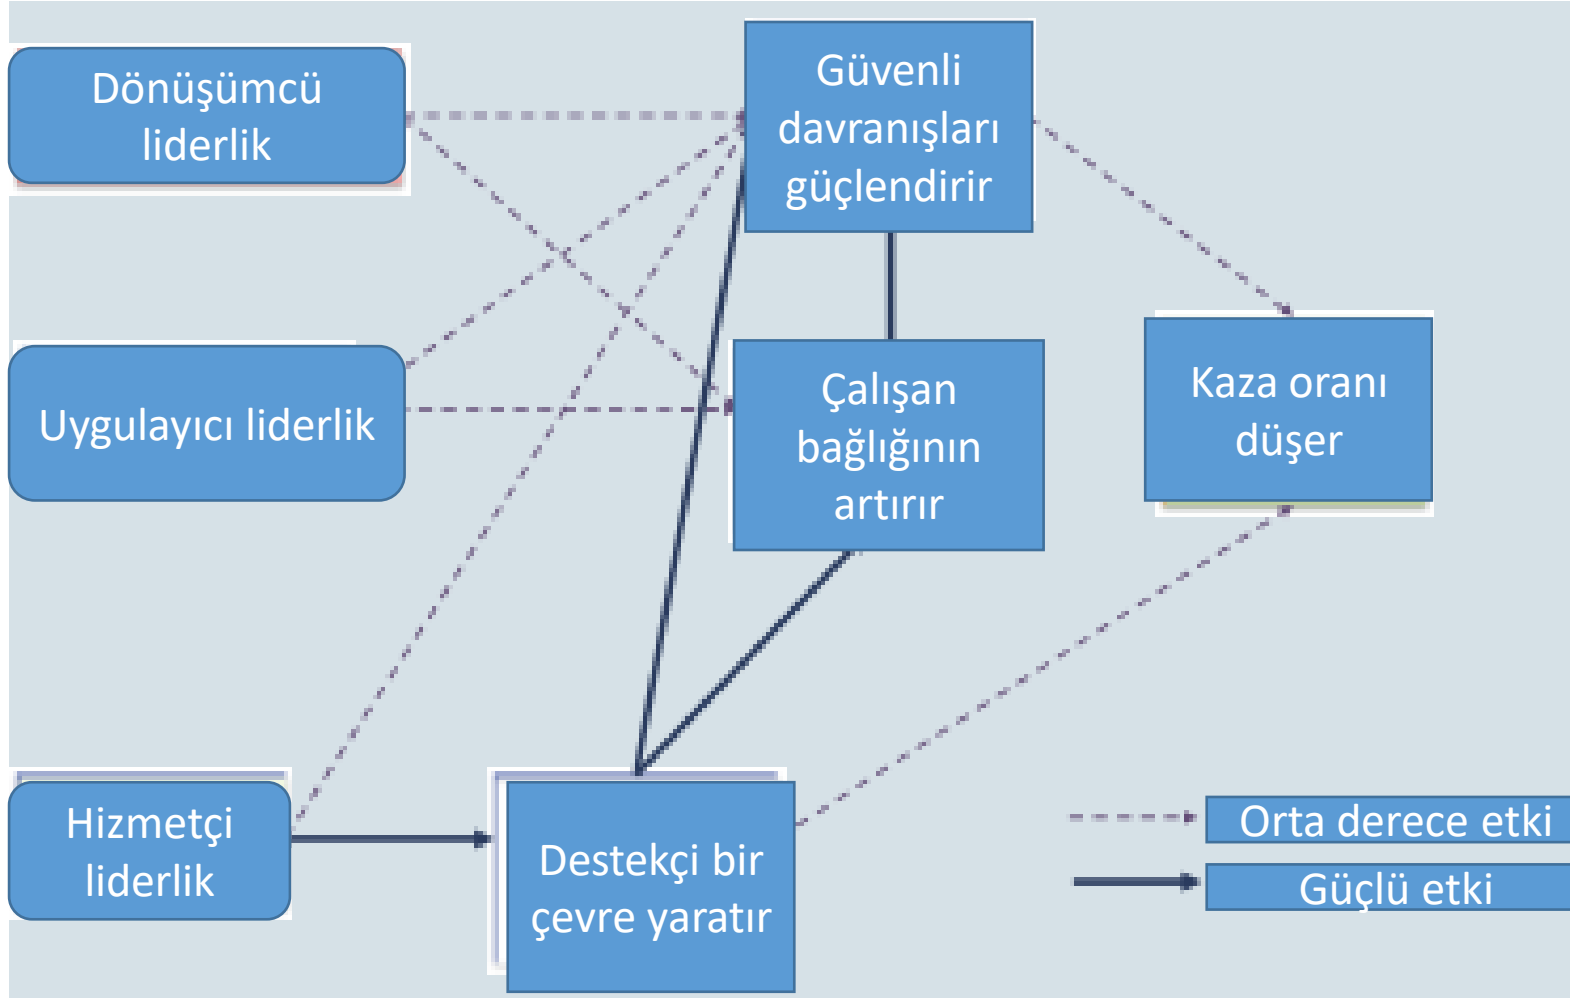 Dönüşümcü
liderlik
Güvenli
davranışları
güçlendirir
Uygulayıcı liderlik
Çalışan
bağlığının
artırır
Kaza oranı
düşer
Hizmetçi
liderlik
Destekçi bir
çevre yaratır
Orta derece etki
Güçlü etki